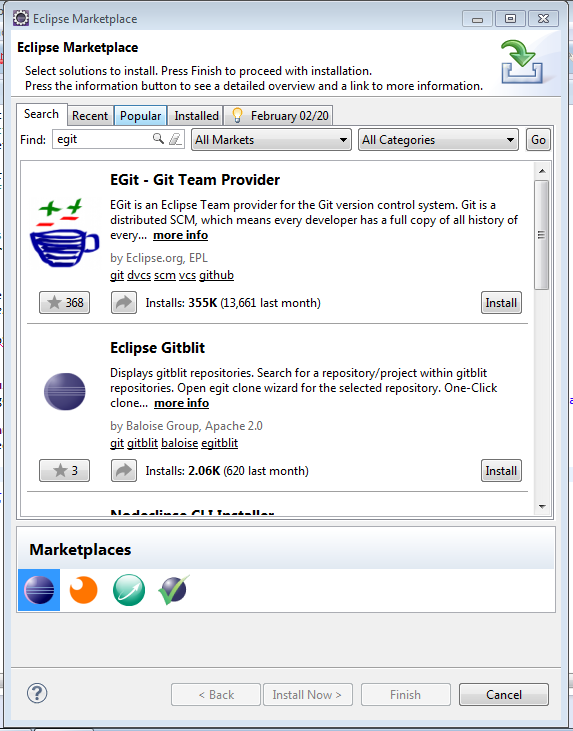 Eclipse Marketplace
Eclipse Marketplace
Select solutions to install. Press Finish to proceed with installation.
Press the information button to see a detailed overview and a link to more information.
Search Recent Popular Installed February 02/20
Find: egit All Markets All Categories Go
EGit - Git Team Provider
EGit is an Eclipse Team provider for the Git version control system. Git is a
distributed SCM, which means every developer has a full copy of all history of
every... more info
by Eclipse.org, EPL
git dvcs scm vcs github
368 Installs: 355K (13,661 last month) Install
Eclipse Gitblit
Displays gitblit repositories. Search for a repository/project within gitblit
repositories. Open egit clone wizard for the selected repository. One-Click
clone... more info
by Baloise Group, Apache 2.0
git gitblit baloise egitblit
3 Installs: 2.06K (620 last month) Install
Nodeclipse CLI Installer
Marketplaces
? < Back Install Now > Finish Cancel